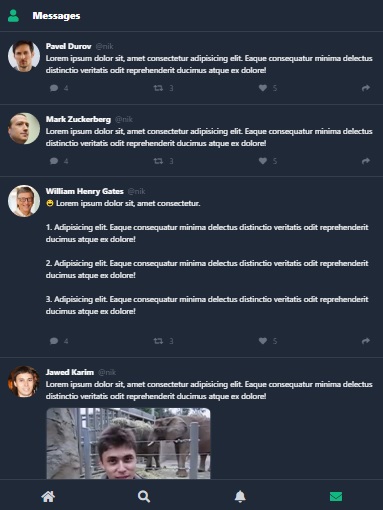 Messages
Pavel Durov @nik
Lorem ipsum dolor sit, amet consectetur adipisicing elit. Eaque consequatur minima delectus
distinctio veritatis odit reprehenderit ducimus atque ex dolore!
4 3 5
Mark Zuckerberg @nik
Lorem ipsum dolor sit, amet consectetur adipisicing elit. Eaque consequatur minima delectus
distinctio veritatis odit reprehenderit ducimus atque ex dolore!
4 3 5
William Henry Gates @nik
😀 Lorem ipsum dolor sit, amet consectetur.
1. Adipisicing elit. Eaque consequatur minima delectus distinctio veritatis odit reprehenderit
ducimus atque ex dolore!
2. Adipisicing elit. Eaque consequatur minima delectus distinctio veritatis odit reprehenderit
ducimus atque ex dolore!
3. Adipisicing elit. Eaque consequatur minima delectus distinctio veritatis odit reprehenderit
ducimus atque ex dolore!
4 3 5
Jawed Karim @nik
Lorem ipsum dolor sit, amet consectetur adipisicing elit. Eaque consequatur minima delectus
distinctio veritatis odit reprehenderit ducimus atque ex dolore!